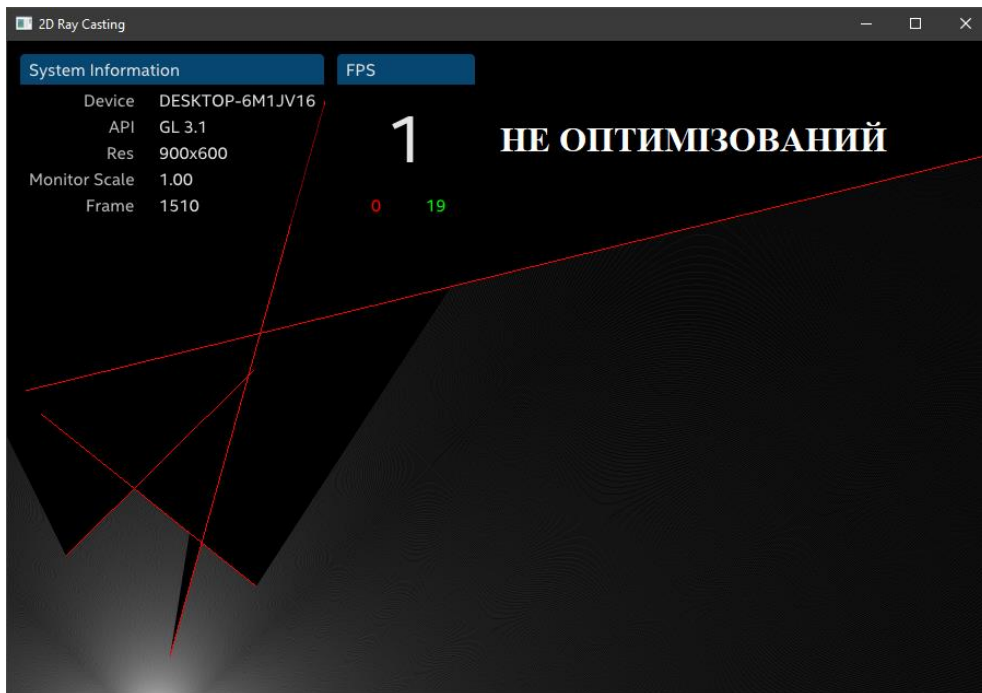 2D Ray Casting
System Information
Device DESKTOP-6M1JV16
API GL 3.1
Res 900x600
Monitor Scale 1.00
Frame 1510
FPS
1
0 19
НЕ ОПТИМІЗОВАНИЙ